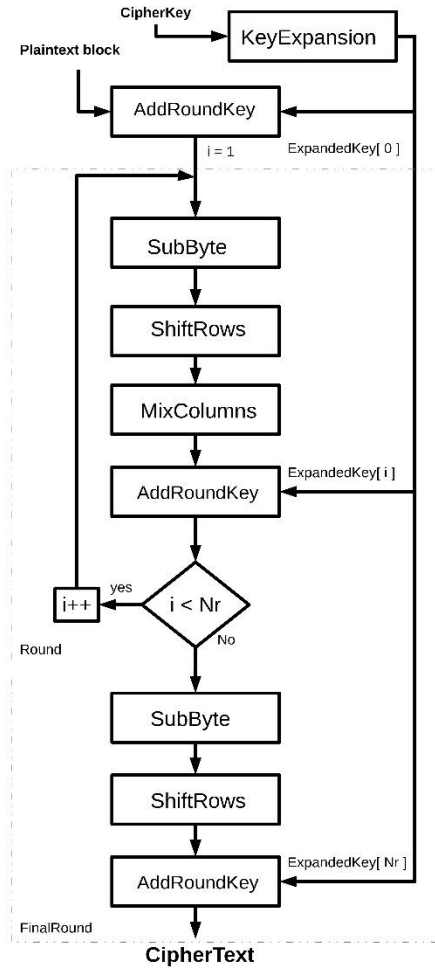 CipherKey
KeyExpansion
Plaintext block
AddRoundKey
i = 1
ExpandedKey[ 0 ]
SubByte
ShiftRows
MixColumns
ExpandedKey[ i ]
AddRoundKey
yes
i++
i < Nr
No
Round
SubByte
ShiftRows
ExpandedKey[ Nr ]
AddRoundKey
FinalRound
CipherText